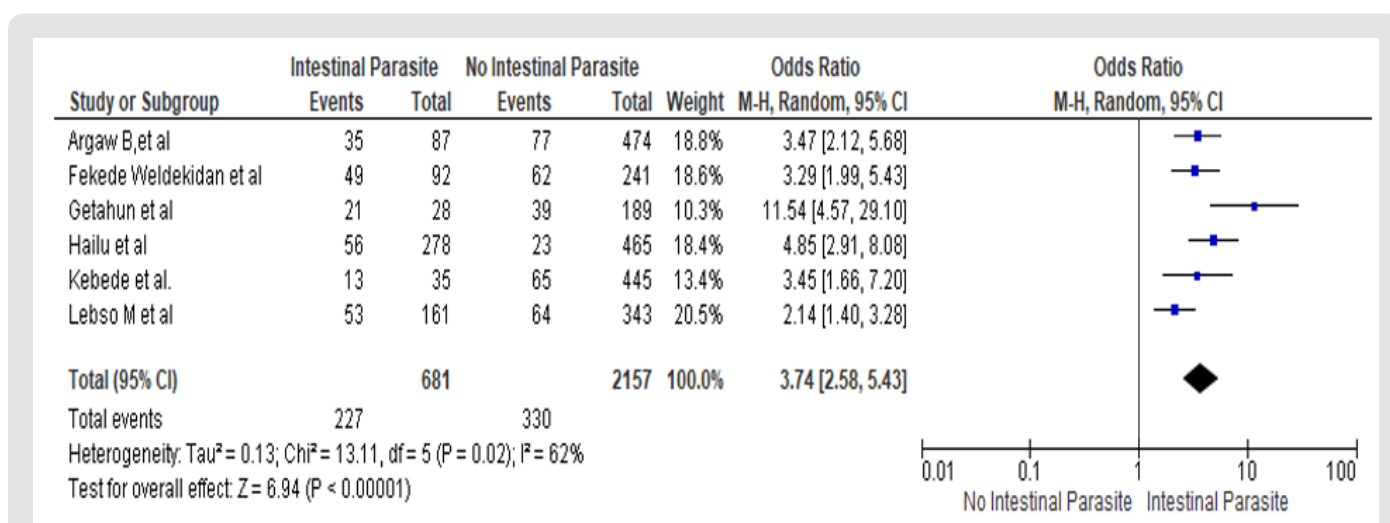 Intestinal Parasite No Intestinal Parasite Odds Ratio Odds Ratio
Study or Subgroup Events Total Events Total Weight M-H, Random, 95% CI M-H, Random, 95% CI
Argaw B,et al 35 87 77 474 18.8% 3.47 [2.12, 5.68]
Fekede Weldekidan et al 49 92 62 241 18.6% 3.29 [1.99, 5.43]
Getahun et al 21 28 39 189 10.3% 11.54 [4.57, 29.10]
Hailu et al 56 278 23 465 18.4% 4.85 [2.91, 8.08]
Kebede et al. 13 35 65 445 13.4% 3.45 [1.66, 7.20]
Lebso M et al 53 161 64 343 20.5% 2.14 [1.40, 3.28]
Total (95% CI) 681 2157 100.0% 3.74 [2.58, 5.43]
Total events 227 330
Heterogeneity: Tau² = 0.13; Chi² = 13.11, df = 5 (P = 0.02); I² = 62%
Test for overall effect: Z = 6.94 (P < 0.00001)
0.01 0.1 1 10 100
No Intestinal Parasite Intestinal Parasite